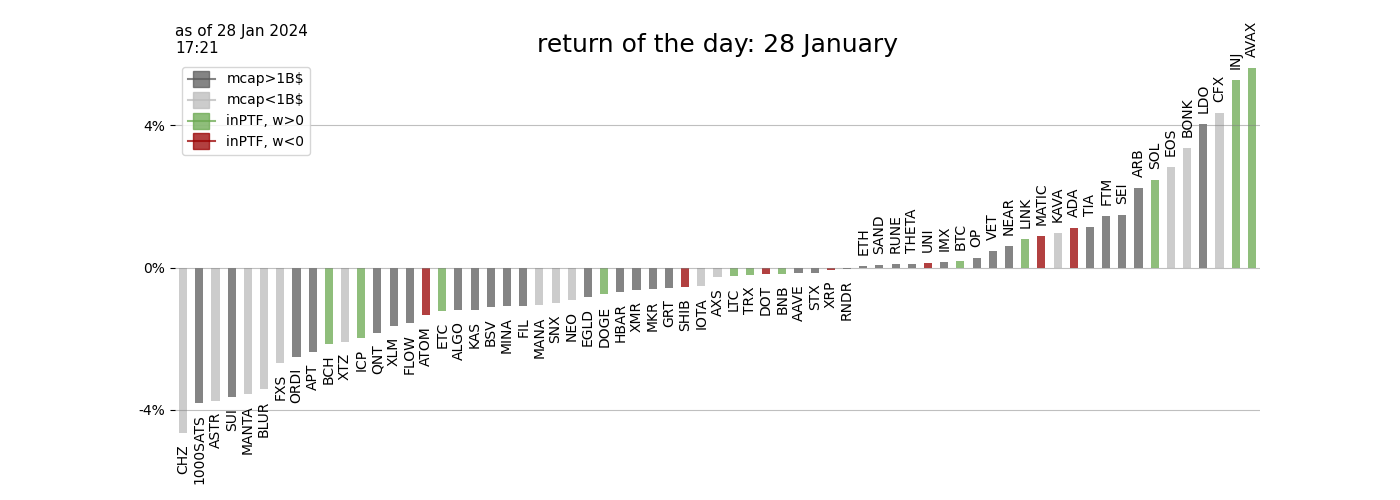 as of 28 Jan 2024
17:21
return of the day: 28 January
mcap>1B$
mcap<1B$
inPTF, w>0
inPTF, w<0
4%
0%
-4%
CHZ
1000SATS
ASTR
SUI
MANTA
BLUR
FXS
ORDI
APT
BCH
XTZ
ICP
QNT
XLM
FLOW
ATOM
ETC
ALGO
KAS
BSV
MINA
FIL
MANA
SNX
NEO
EGLD
DOGE
HBAR
XMR
MKR
GRT
SHIB
IOTA
AXS
LTC
TRX
DOT
BNB
AAVE
STX
XRP
RNDR
ETH
SAND
RUNE
THETA
UNI
IMX
BTC
OP
VET
NEAR
LINK
MATIC
KAVA
ADA
TIA
FTM
SEI
ARB
SOL
EOS
BONK
LDO
CFX
INJ
AVAX